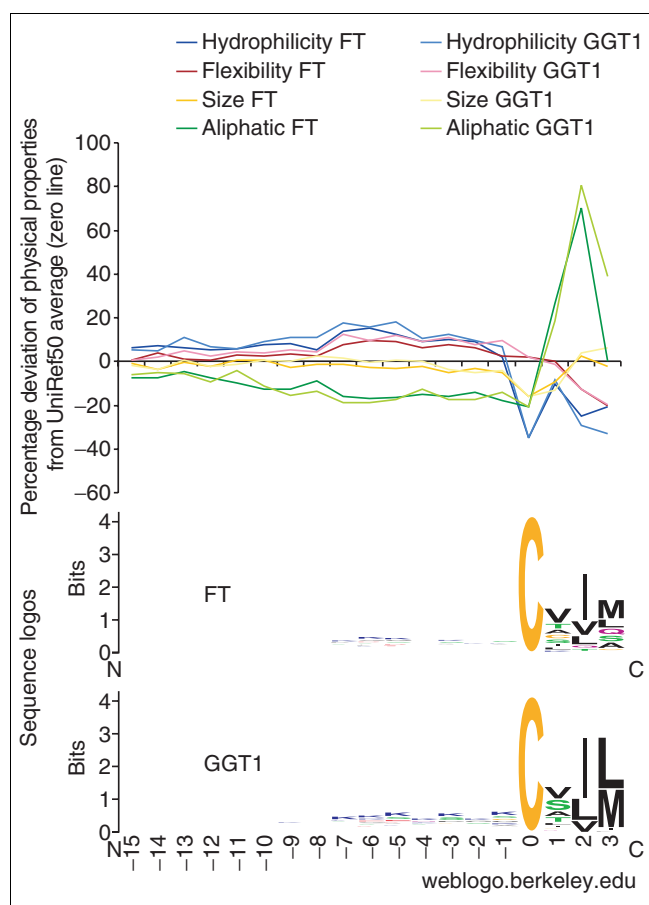 Hydrophilicity FT Hydrophilicity GGT1
Flexibility FT Flexibility GGT1
Size FT Size GGT1
Aliphatic FT Aliphatic GGT1
Percentage deviation of physical properties
from UniRef50 average (zero line)
100
80
60
40
20
0
−20
−40
−60
Sequence logos
Bits
4
3
2
1
0
FT
C
V
T
A
I
V
L
M
L
Q
S
A
N C
Bits
4
3
2
1
0
GGT1
C
V
S
A
T
I
L
V
L
M
N C
−15 −14 −13 −12 −11 −10 −9 −8 −7 −6 −5 −4 −3 −2 −1 0 1 2 3
weblogo.berkeley.edu